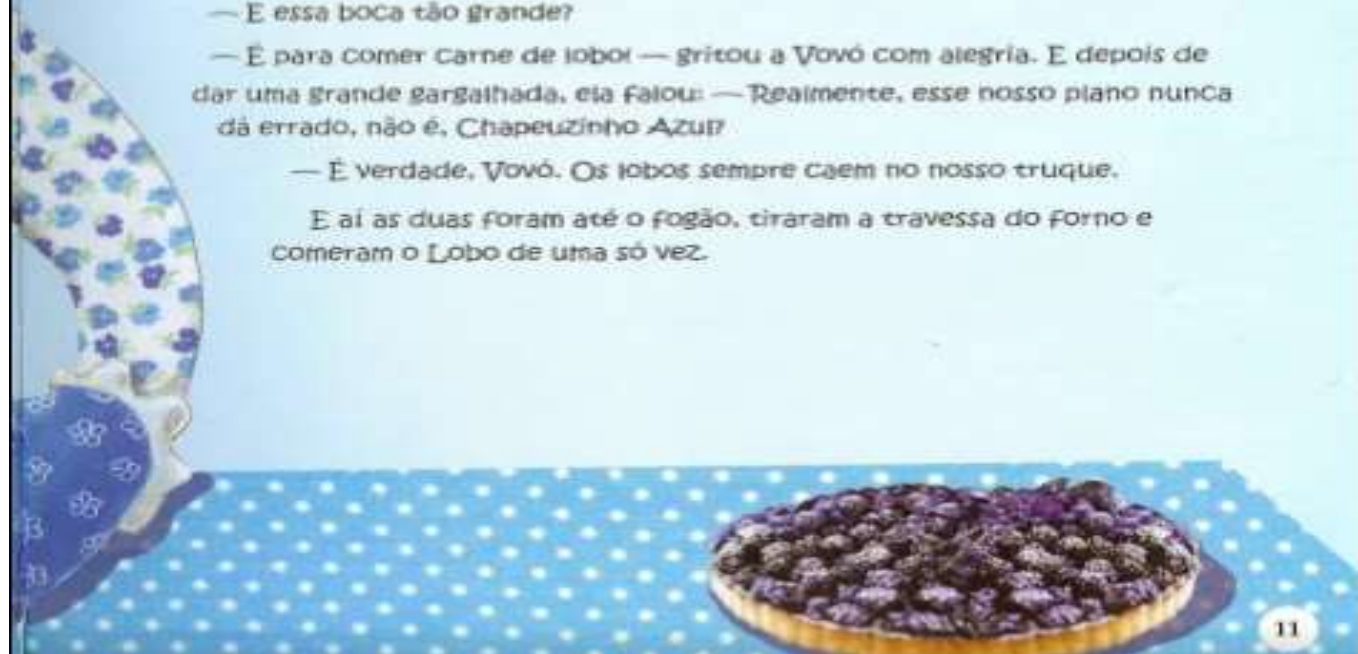 — E essa boca tão grande?
— É para comer carne de lobo! — gritou a Vovó com alegria. E depois de
dar uma grande gargalhada, ela falou: — Realmente, esse nosso plano nunca
dá errado, não é, Chapeuzinho Azul?
— É verdade, Vovó. Os lobos sempre caem no nosso truque.
E aí as duas foram até o fogão, tiraram a travessa do forno e
comeram o Lobo de uma só vez.
11